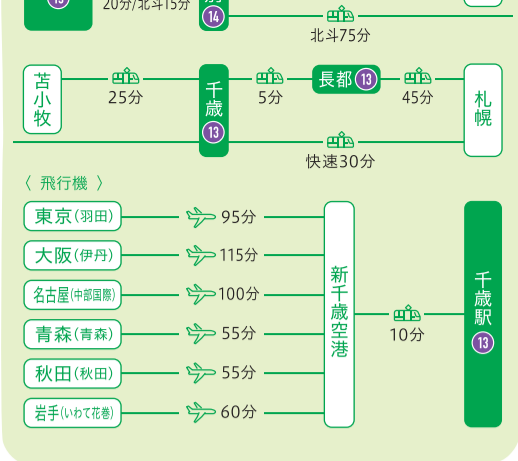 13
20分/北斗15分
14
北斗75分
苫小牧
25分
千歳
13
5分
長都 13
45分
札幌
快速30分
〈 飛行機 〉
東京(羽田)
95分
大阪(伊丹)
115分
名古屋(中部国際)
100分
青森(青森)
55分
秋田(秋田)
55分
岩手(いわて花巻)
60分
新千歳空港
10分
千歳駅
13